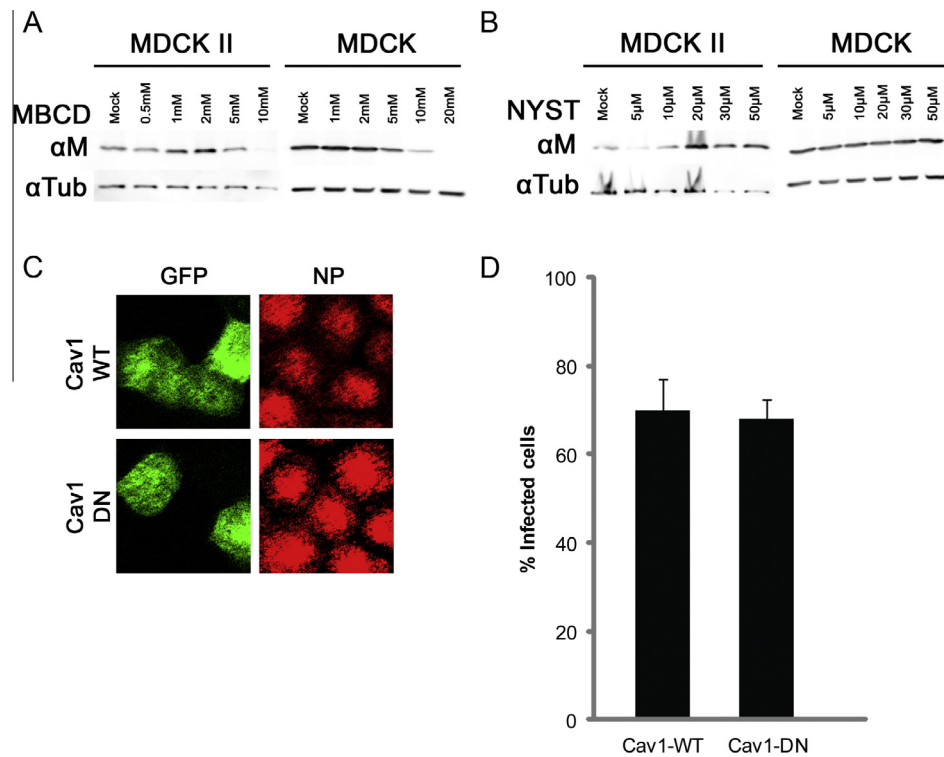 A
MDCK II MDCK
MBCD Mock 0.5mM 1mM 2mM 5mM 10mM Mock 1mM 2mM 5mM 10mM 20mM
αM
αTub
B
MDCK II MDCK
NYST Mock 5µM 10µM 20µM 30µM 50µM Mock 5µM 10µM 20µM 30µM 50µM
αM
αTub
C
GFP NP
Cav1 WT
Cav1 DN
D
% Infected cells
100
80
60
40
20
0
Cav1-WT Cav1-DN